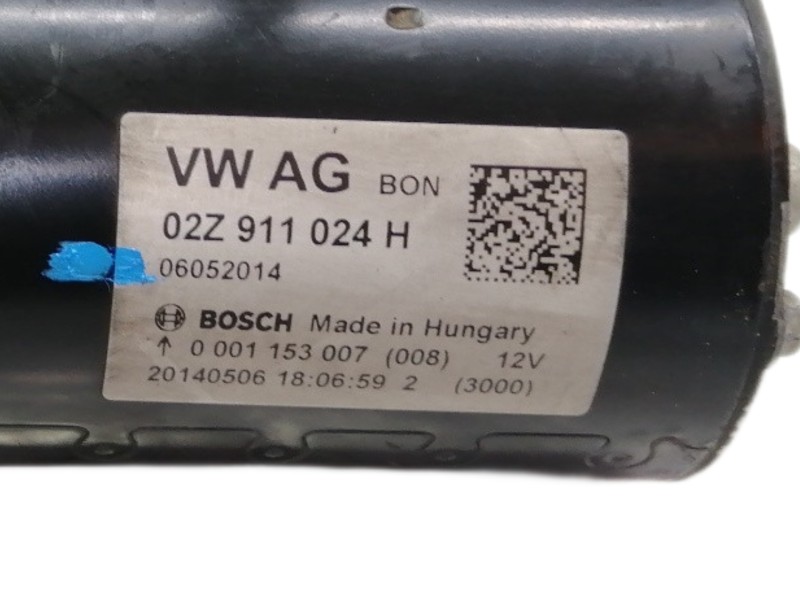 VW AG BON
02Z 911 024 H
06052014
BOSCH Made in Hungary
↑ 0 001 153 007 (008) 12V
20140506 18:06:59 2 (3000)